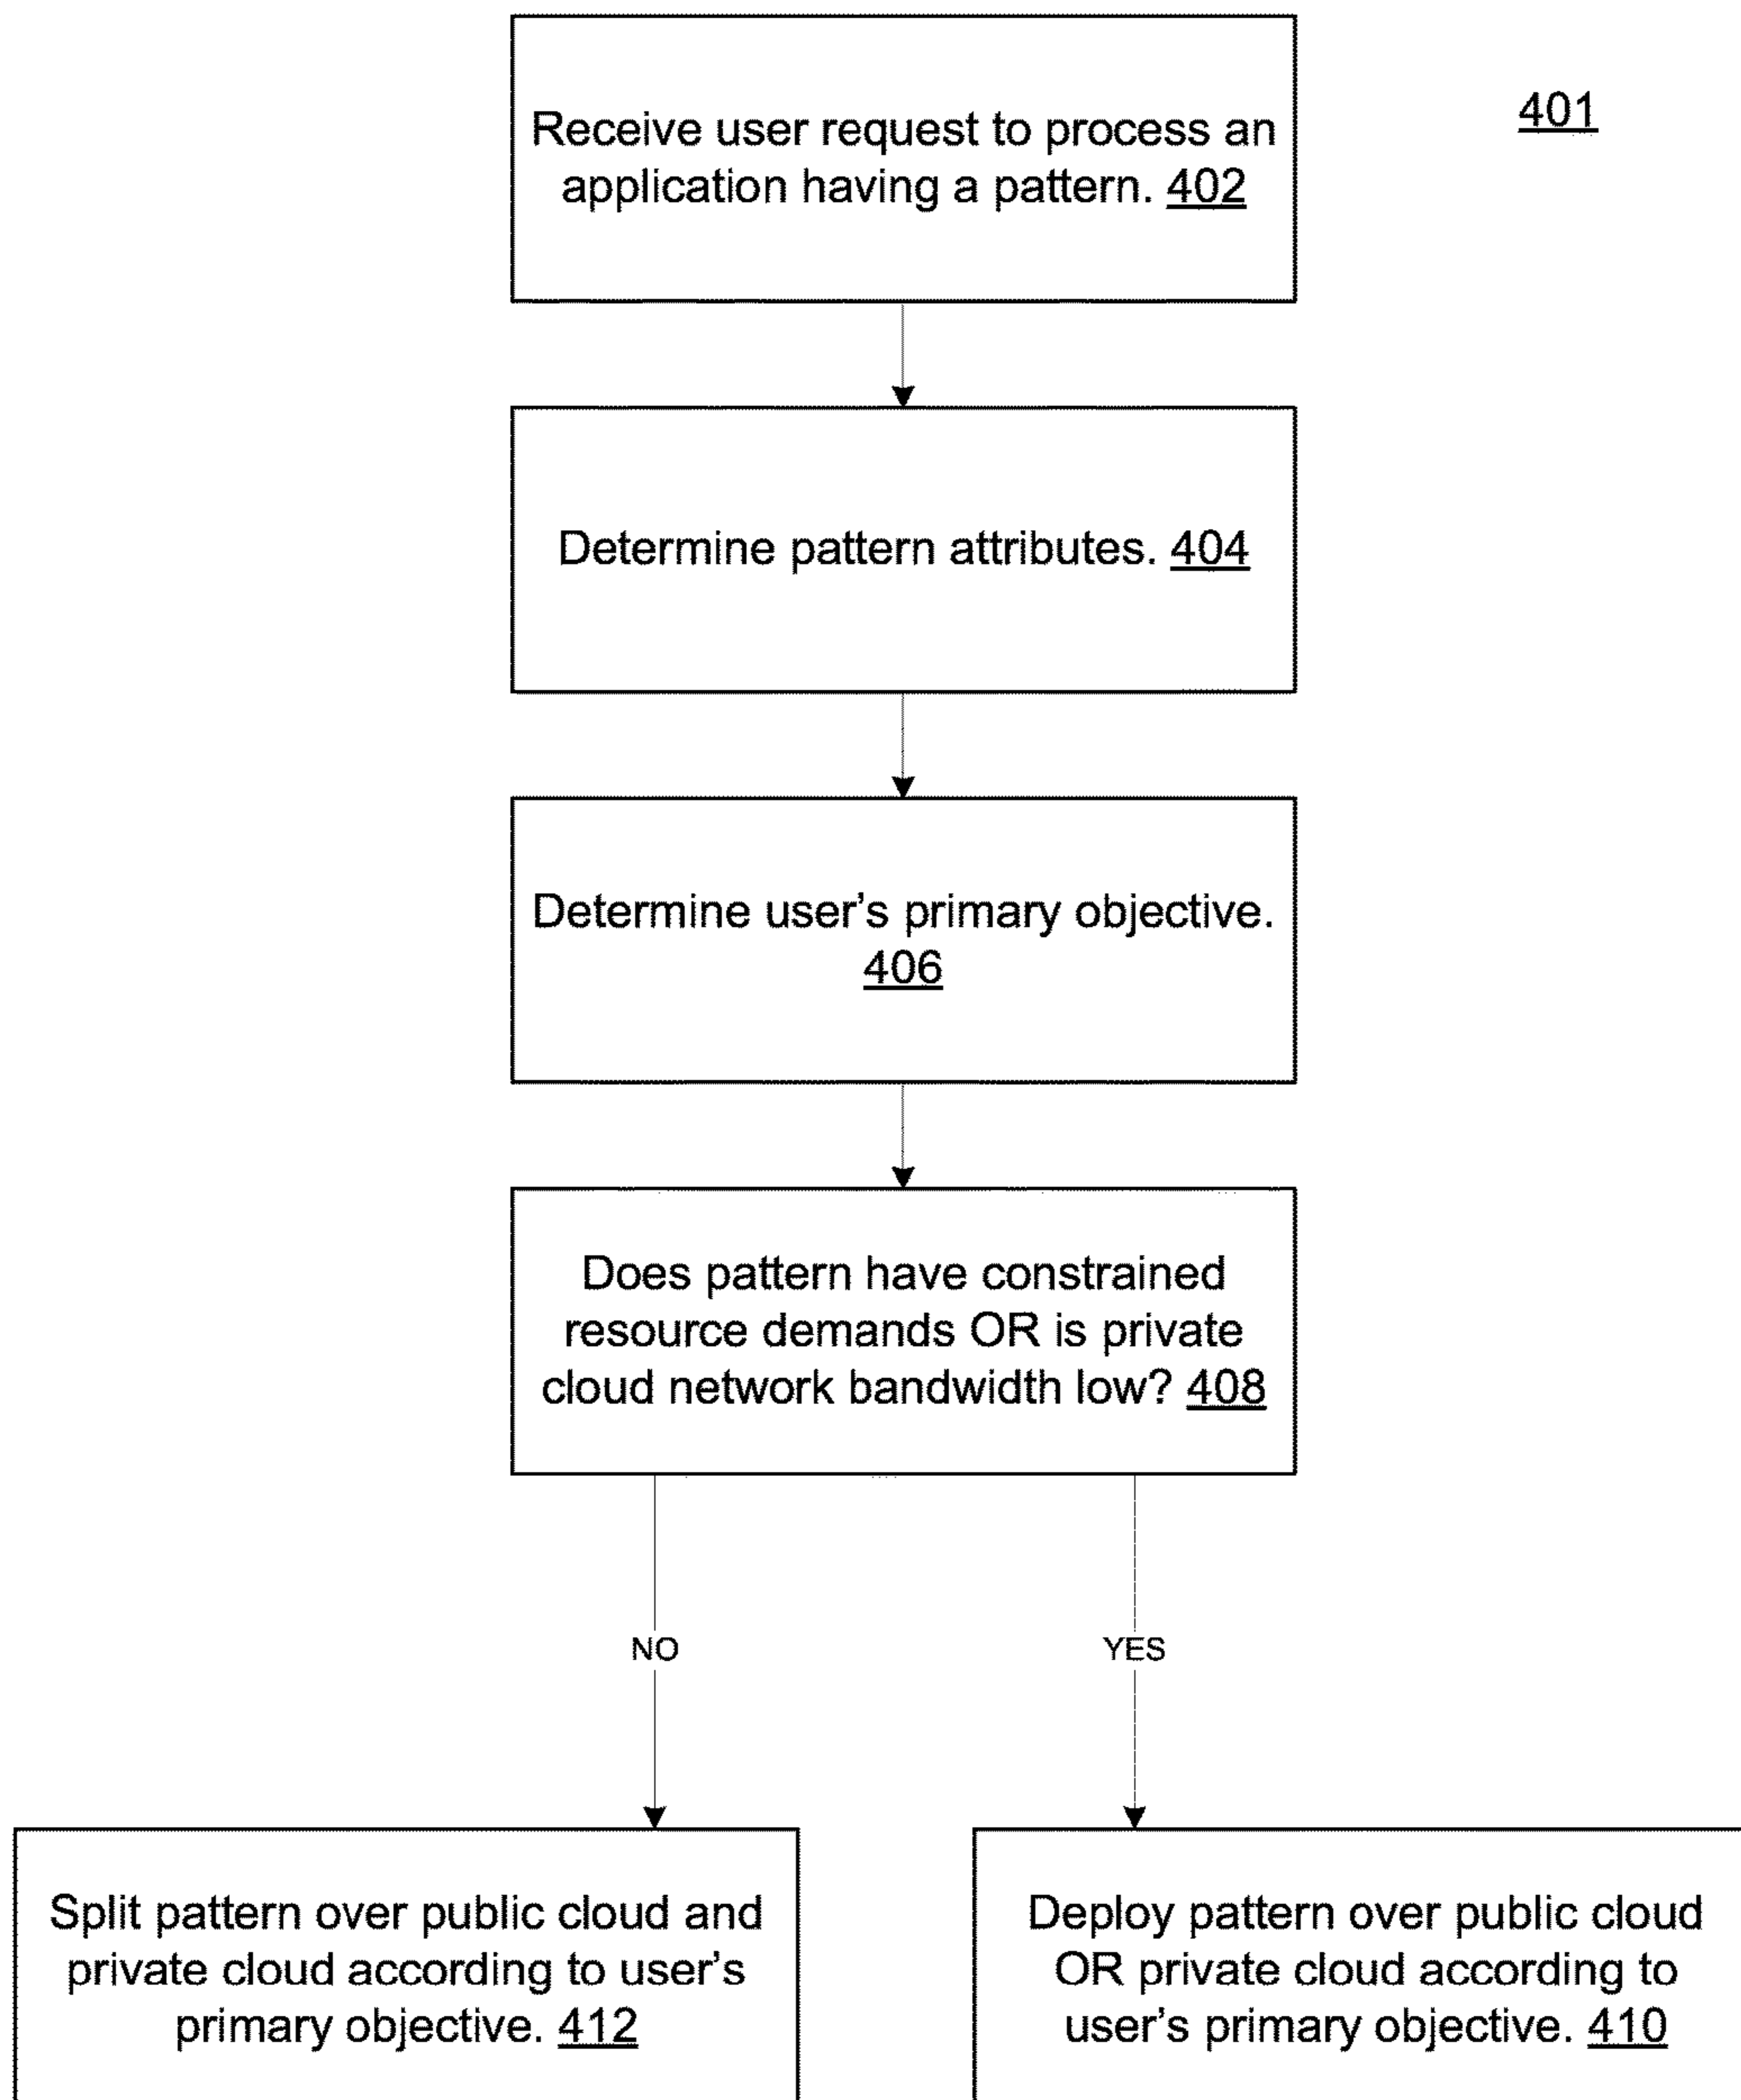 401
Receive user request to process an
application having a pattern. 402
Determine pattern attributes. 404
Determine user’s primary objective.
406
Does pattern have constrained
resource demands OR is private
cloud network bandwidth low? 408
NO
YES
Split pattern over public cloud and
private cloud according to user’s
primary objective. 412
Deploy pattern over public cloud
OR private cloud according to
user’s primary objective. 410